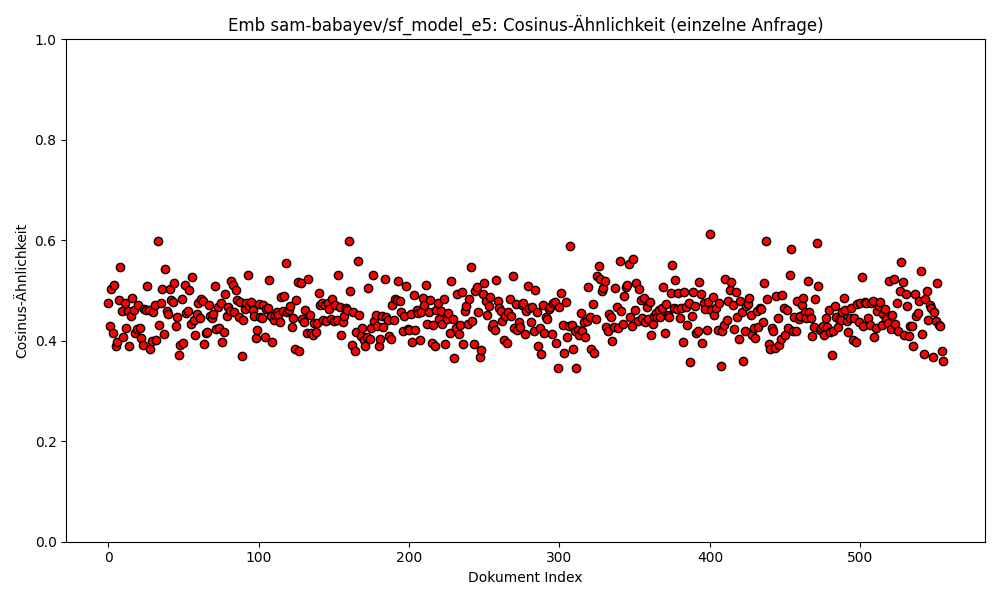 Emb sam-babayev/sf_model_e5: Cosinus-Ähnlichkeit (einzelne Anfrage)
1.0
0.8
0.6
0.4
0.2
0.0
Cosinus-Ähnlichkeit
0 100 200 300 400 500
Dokument Index